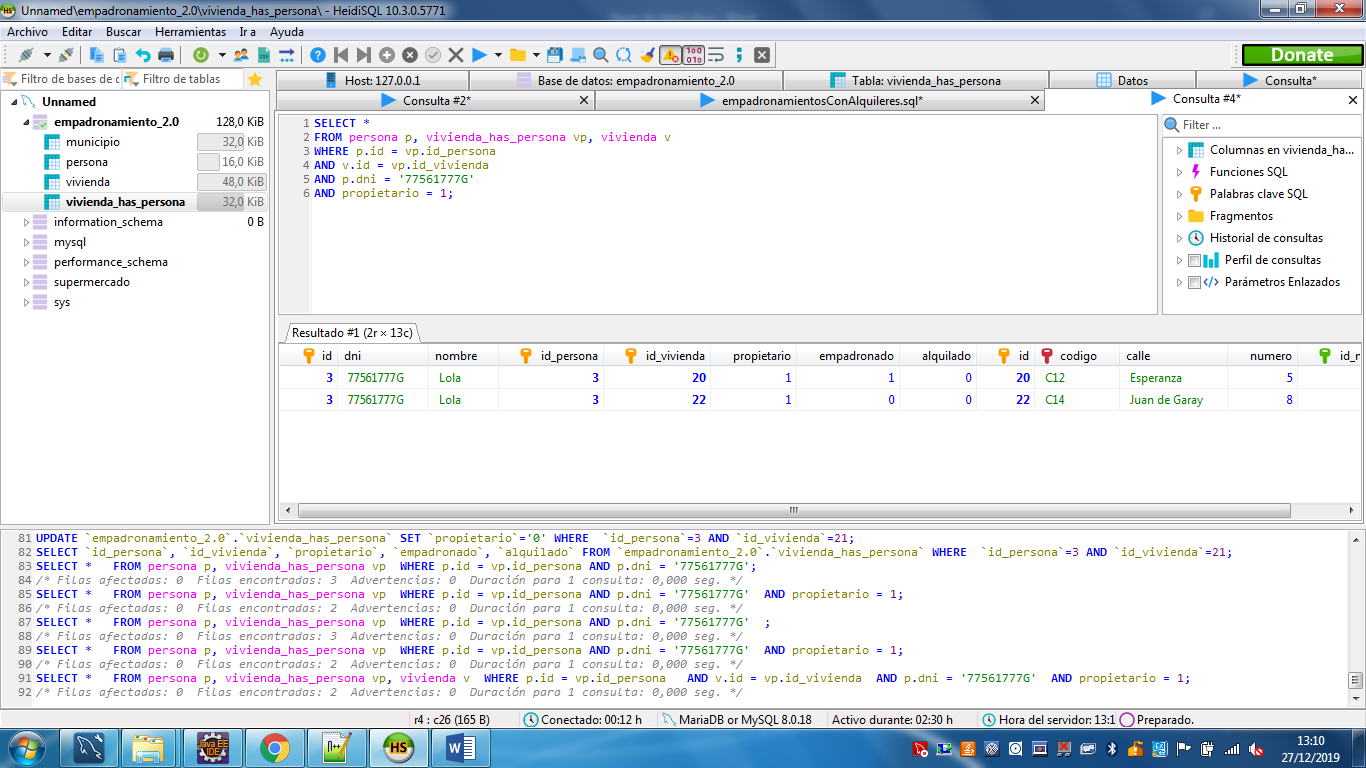 Unnamed\empadronamiento_2.0\vivienda_has_persona\ - HeidiSQL 10.3.0.5771
Archivo Editar Buscar Herramientas Ir a Ayuda
Donate
Filtro de bases de d Filtro de tablas
Host: 127.0.0.1 Base de datos: empadronamiento_2.0 Tabla: vivienda_has_persona Datos Consulta*
Consulta #2* empadronamientosConAlquileres.sql* Consulta #4*
Unnamed
empadronamiento_2.0 128,0 KiB
municipio 32,0 KiB
persona 16,0 KiB
vivienda 48,0 KiB
vivienda_has_persona 32,0 KiB
information_schema 0 B
mysql
performance_schema
supermercado
sys
1 SELECT *
2 FROM persona p, vivienda_has_persona vp, vivienda v
3 WHERE p.id = vp.id_persona
4 AND v.id = vp.id_vivienda
5 AND p.dni = '77561777G'
6 AND propietario = 1;
Filter ...
Columnas en vivienda_ha...
Funciones SQL
Palabras clave SQL
Fragmentos
Historial de consultas
Perfil de consultas
Parámetros Enlazados
Resultado #1 (2r × 13c)
id dni nombre id_persona id_vivienda propietario empadronado alquilado id codigo calle numero id_r
3 77561777G Lola 3 20 1 1 0 20 C12 Esperanza 5
3 77561777G Lola 3 22 1 0 0 22 C14 Juan de Garay 8
81 UPDATE `empadronamiento_2.0`.`vivienda_has_persona` SET `propietario`='0' WHERE  `id_persona`=3 AND `id_vivienda`=21;
82 SELECT `id_persona`, `id_vivienda`, `propietario`, `empadronado`, `alquilado` FROM `empadronamiento_2.0`.`vivienda_has_persona` WHERE  `id_persona`=3 AND `id_vivienda`=21;
83 SELECT *   FROM persona p, vivienda_has_persona vp  WHERE p.id = vp.id_persona AND p.dni = '77561777G';
84 /* Filas afectadas: 0  Filas encontradas: 3  Advertencias: 0  Duración para 1 consulta: 0,000 seg. */
85 SELECT *   FROM persona p, vivienda_has_persona vp  WHERE p.id = vp.id_persona AND p.dni = '77561777G'  AND propietario = 1;
86 /* Filas afectadas: 0  Filas encontradas: 2  Advertencias: 0  Duración para 1 consulta: 0,000 seg. */
87 SELECT *   FROM persona p, vivienda_has_persona vp  WHERE p.id = vp.id_persona AND p.dni = '77561777G'  ;
88 /* Filas afectadas: 0  Filas encontradas: 3  Advertencias: 0  Duración para 1 consulta: 0,000 seg. */
89 SELECT *   FROM persona p, vivienda_has_persona vp  WHERE p.id = vp.id_persona AND p.dni = '77561777G'  AND propietario = 1;
90 /* Filas afectadas: 0  Filas encontradas: 2  Advertencias: 0  Duración para 1 consulta: 0,000 seg. */
91 SELECT *   FROM persona p, vivienda_has_persona vp, vivienda v  WHERE p.id = vp.id_persona   AND v.id = vp.id_vivienda  AND p.dni = '77561777G'  AND propietario = 1;
92 /* Filas afectadas: 0  Filas encontradas: 2  Advertencias: 0  Duración para 1 consulta: 0,000 seg. */
r4 : c26 (165 B) Conectado: 00:12 h MariaDB or MySQL 8.0.18 Activo durante: 02:30 h Hora del servidor: 13:1 Preparado.
Java EE IDE HS W
13:10
27/12/2019